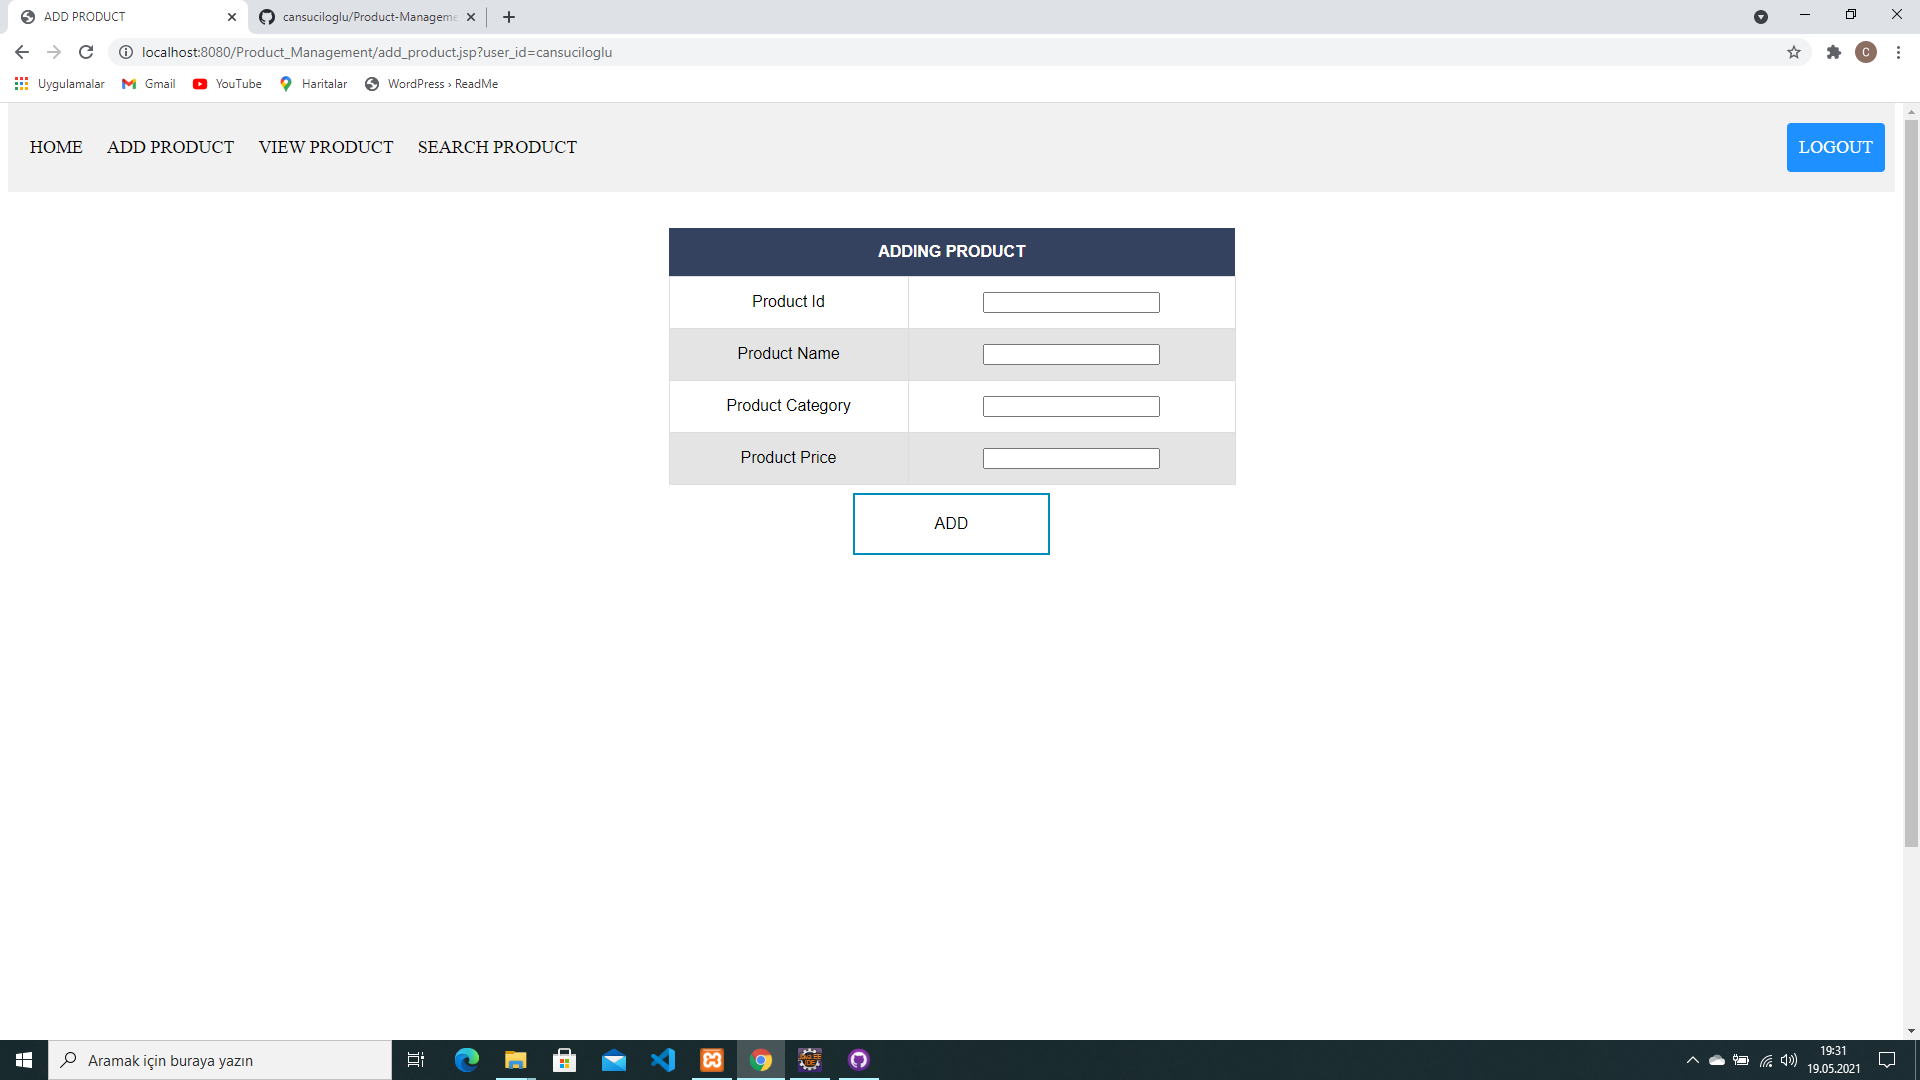 ADD PRODUCT
cansuciloglu/Product-Manageme
localhost:8080/Product_Management/add_product.jsp?user_id=cansuciloglu
C
Uygulamalar
Gmail
YouTube
Haritalar
WordPress › ReadMe
HOME
ADD PRODUCT
VIEW PRODUCT
SEARCH PRODUCT
LOGOUT
ADDING PRODUCT
Product Id
Product Name
Product Category
Product Price
ADD
Aramak için buraya yazın
19:31
19.05.2021